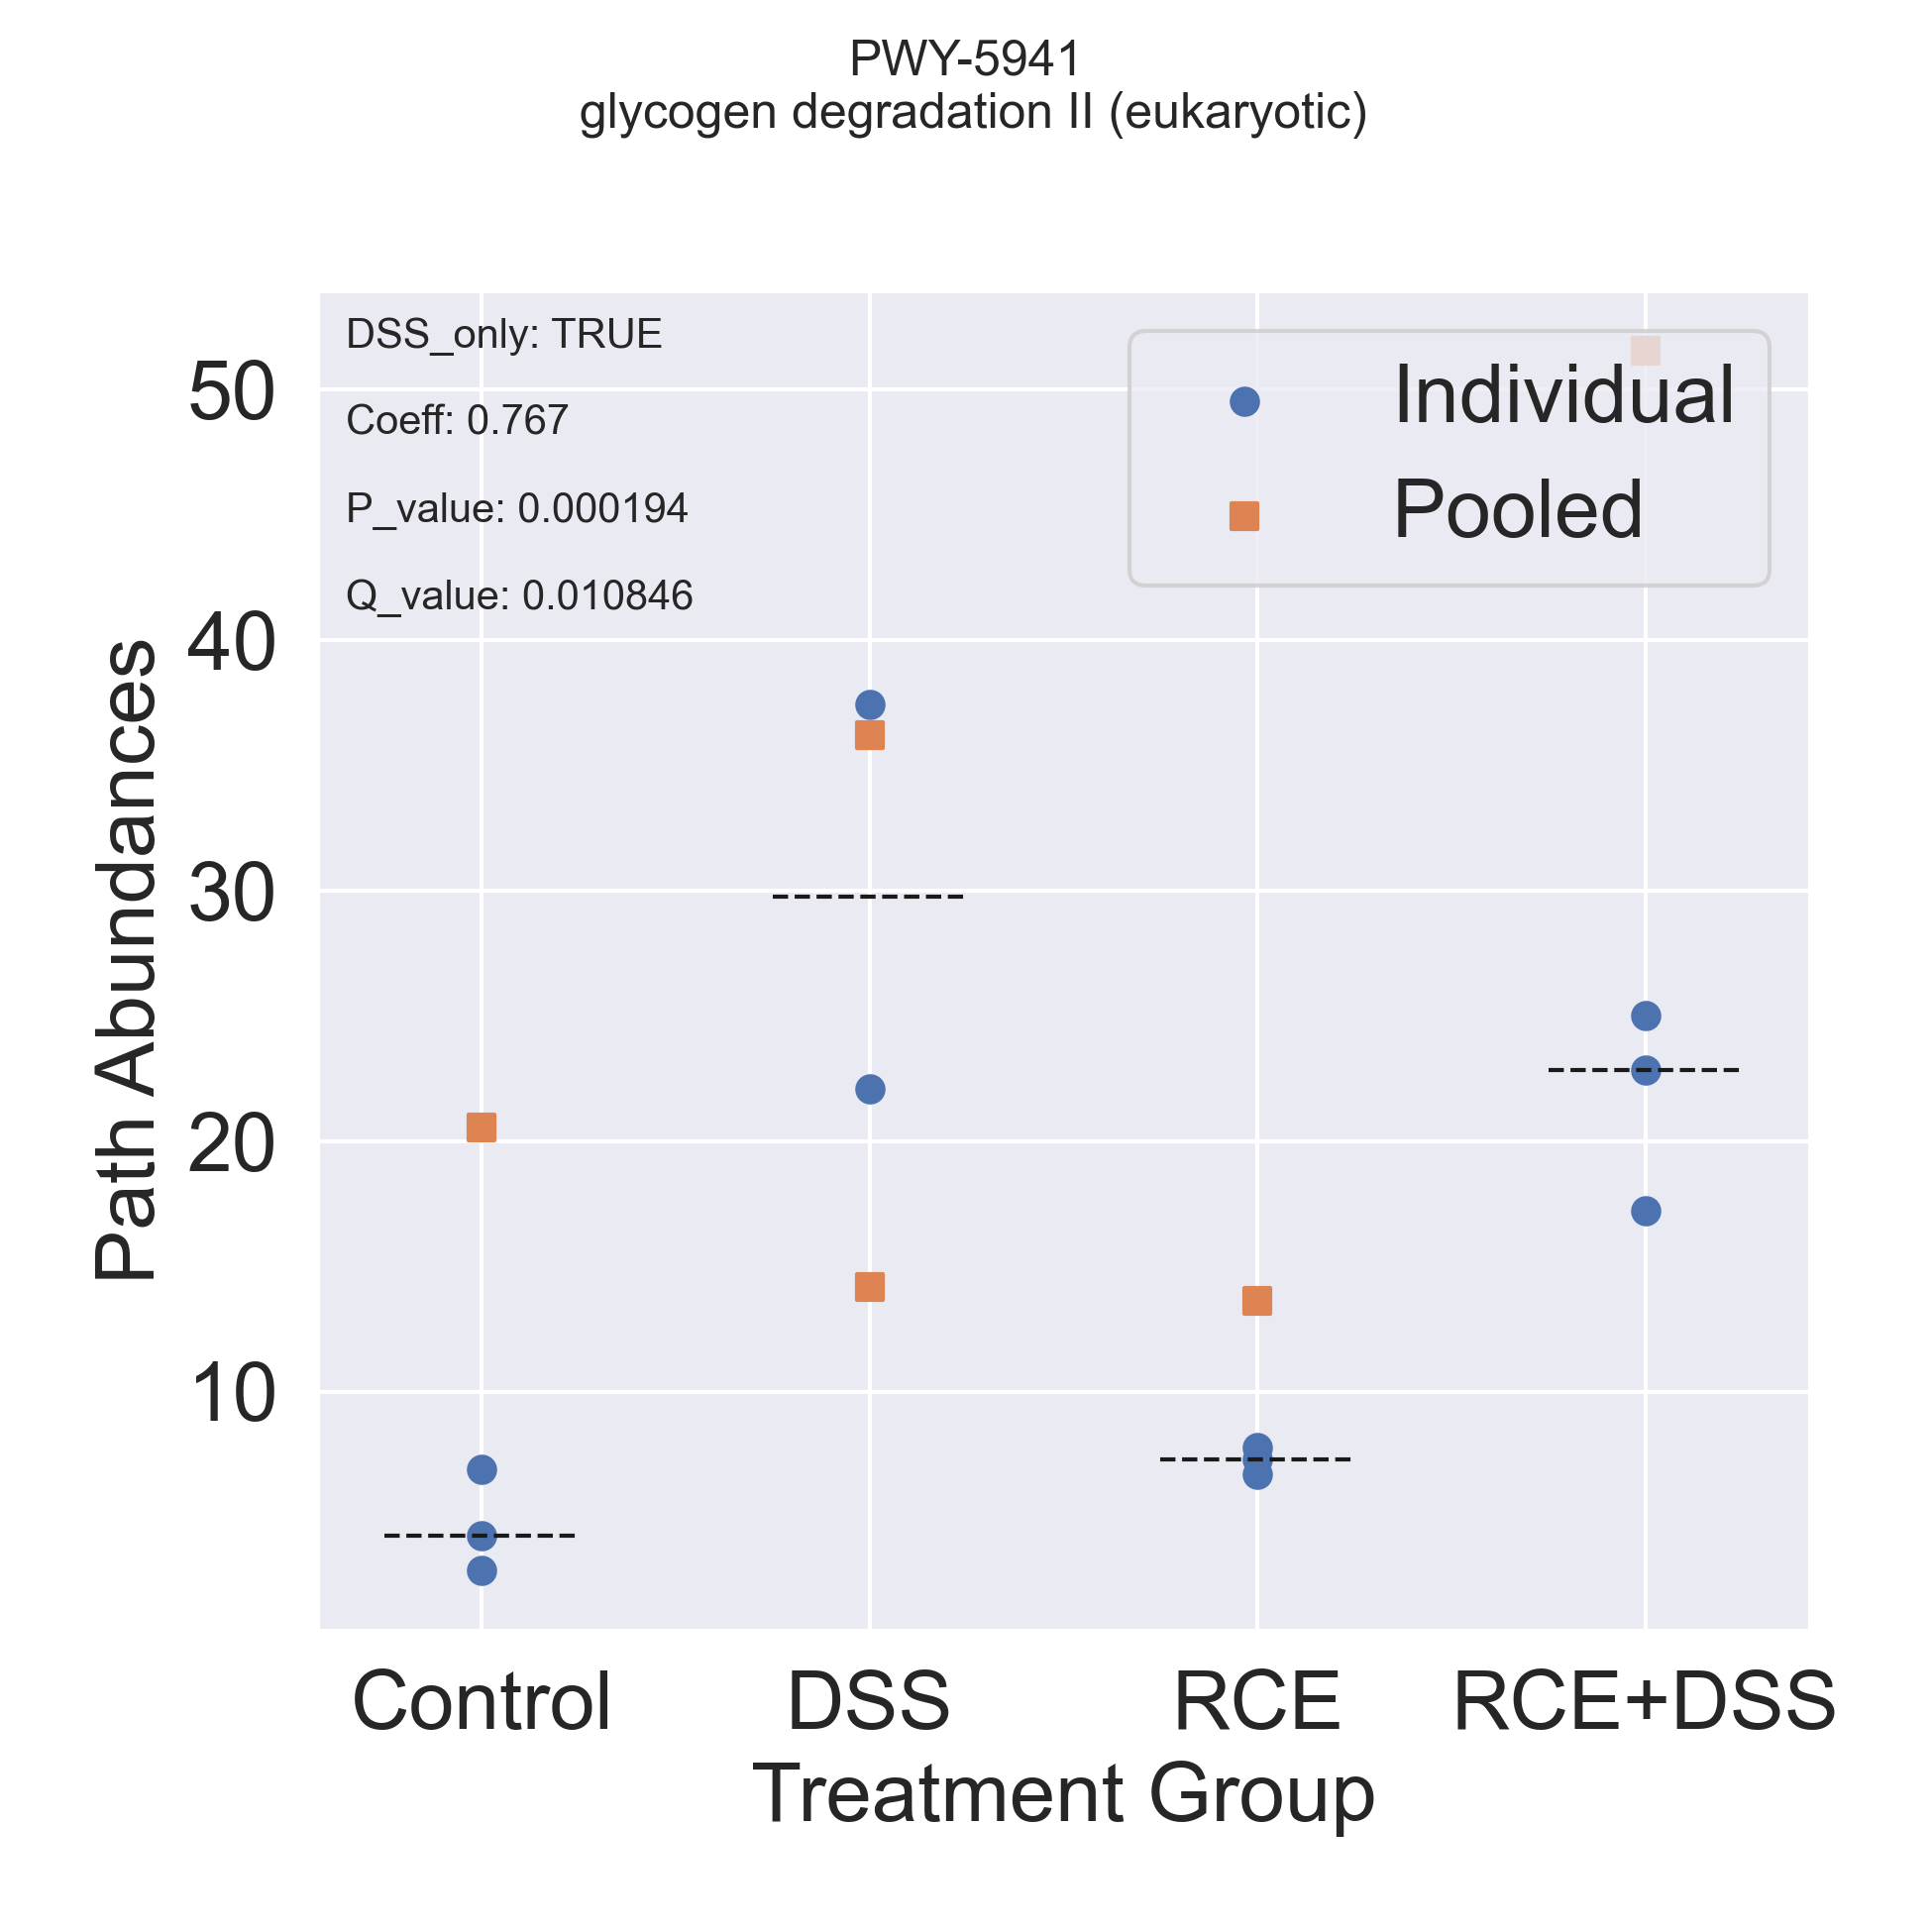 PWY-5941
glycogen degradation II (eukaryotic)
DSS_only: TRUE
Coeff: 0.767
P_value: 0.000194
Q_value: 0.010846
Individual
Pooled
50
40
30
20
10
Path Abundances
Control DSS RCE RCE+DSS
Treatment Group